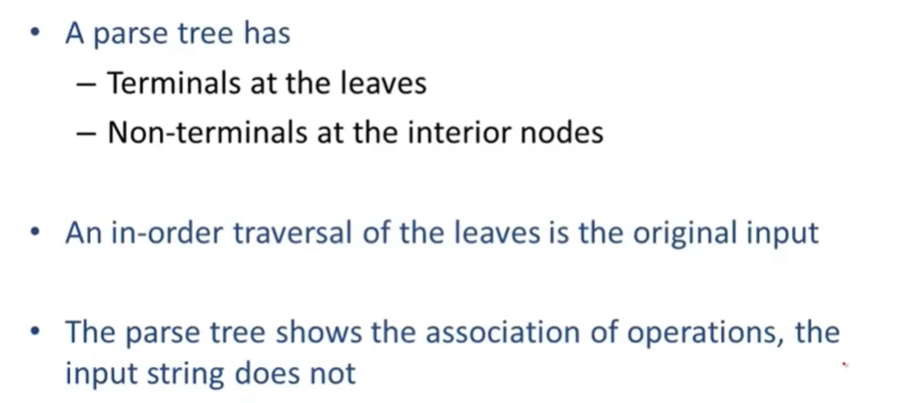 • A parse tree has
– Terminals at the leaves
– Non-terminals at the interior nodes
• An in-order traversal of the leaves is the original input
• The parse tree shows the association of operations, the
input string does not